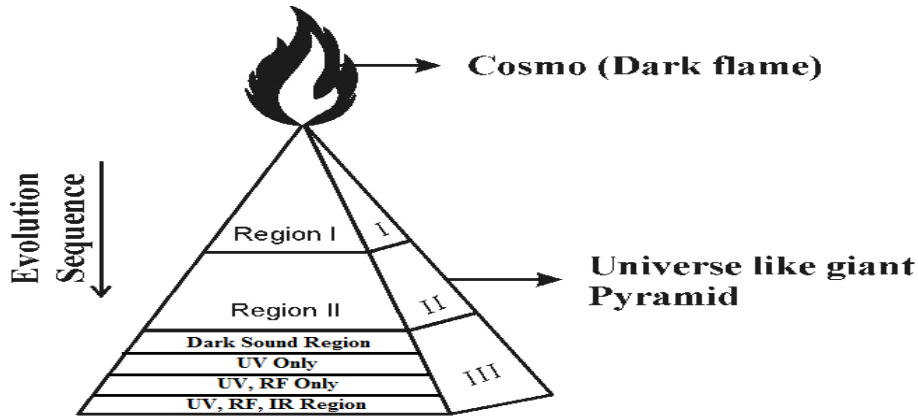 Cosmo (Dark flame)
Evolution
Sequence
Region I
I
Universe like giant
Pyramid
Region II
II
Dark Sound Region
UV Only
UV, RF Only
UV, RF, IR Region
III